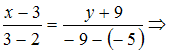 (x − 3)/(3 − 2) = (y + 9)/(−9 − (−5)) ⇒